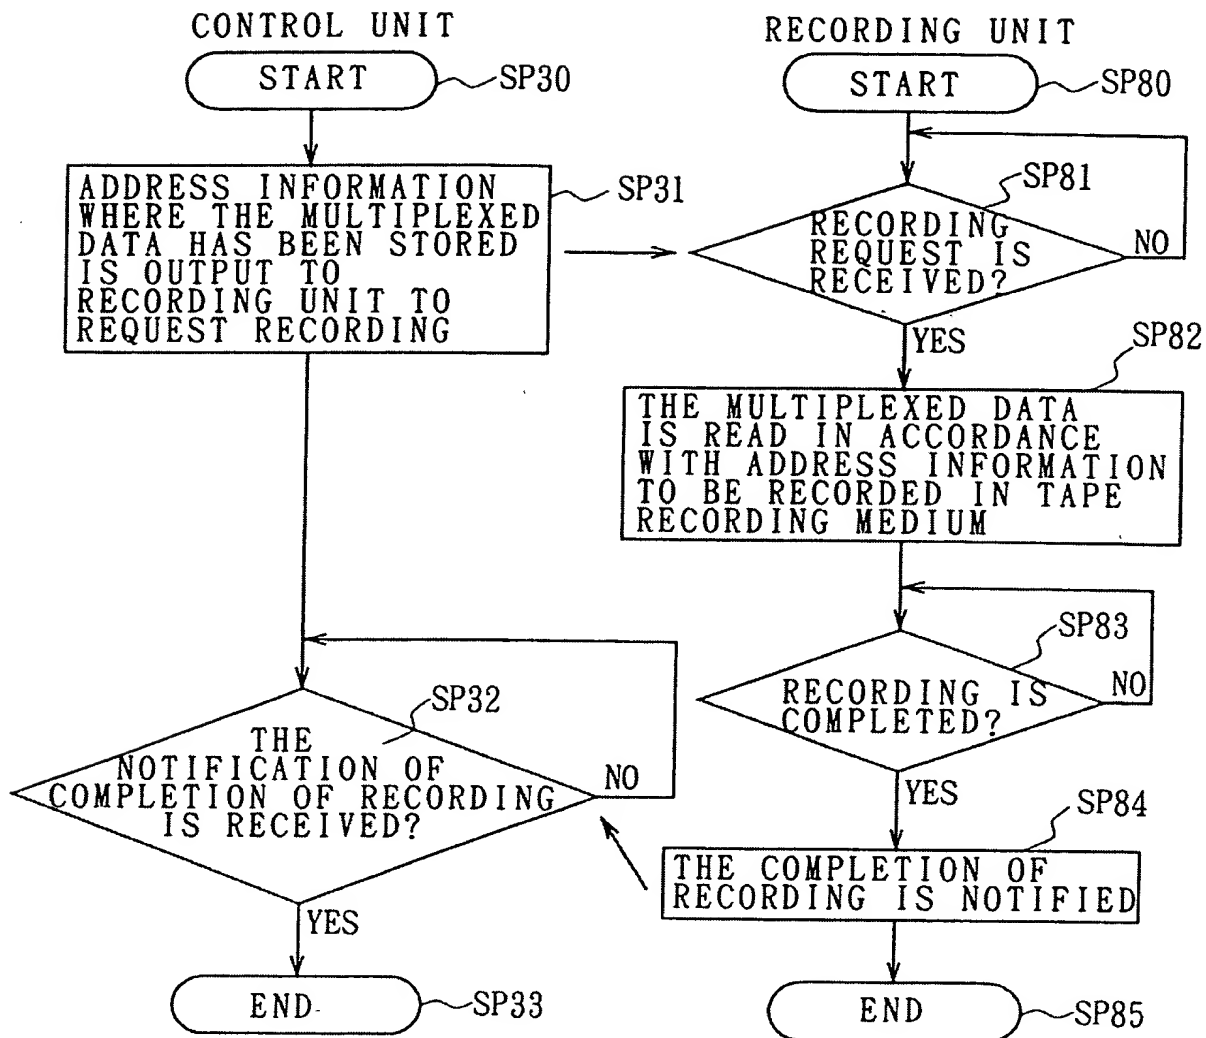 CONTROL UNIT
START
SP30
ADDRESS INFORMATION
WHERE THE MULTIPLEXED
DATA HAS BEEN STORED
IS OUTPUT TO
RECORDING UNIT TO
REQUEST RECORDING
SP31
THE
NOTIFICATION OF
COMPLETION OF RECORDING
IS RECEIVED?
SP32
NO
YES
END
SP33
RECORDING UNIT
START
SP80
RECORDING
REQUEST IS
RECEIVED?
SP81
NO
YES
SP82
THE MULTIPLEXED DATA
IS READ IN ACCORDANCE
WITH ADDRESS INFORMATION
TO BE RECORDED IN TAPE
RECORDING MEDIUM
SP83
RECORDING IS
COMPLETED?
NO
YES
SP84
THE COMPLETION OF
RECORDING IS NOTIFIED
END
SP85